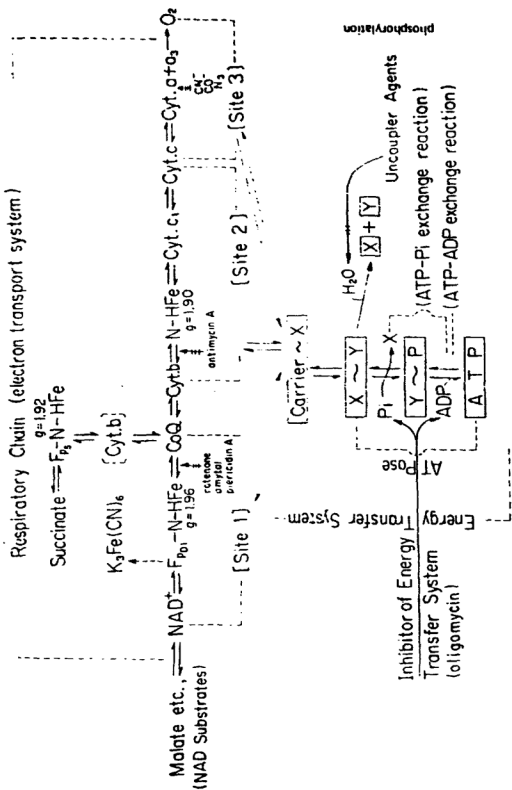 Respiratory Chain (electron transport system)
g=1.92
Succinate ⇌ Fps-N-HFe
K3Fe(CN)6
[Cyt.b]
Malate etc., ⇌ NAD+ ⇌ FpD1-N-HFe ⇌ CoQ ⇌ Cyt.b ⇌ N-HFe ⇌ Cyt.c1 ⇌ Cyt.c ⇌ Cyt.a+a3 → O2
(NAD Substrates)
g=1.96
g=1.90
rotenone
amytal
piericidin A
antimycin A
CN-
CO
N3-
[Site 1]
[Site 2]
[Site 3]
[Carrier ~ X]
H2O
X ~ Y
X + Y
Uncoupler Agents
Pi
X
(ATP-Pi exchange reaction)
Y ~ P
ADP
(ATP-ADP exchange reaction)
A T P
ATPase
Energy Transfer System
Inhibitor of Energy
Transfer System
(oligomycin)
phosphorylation